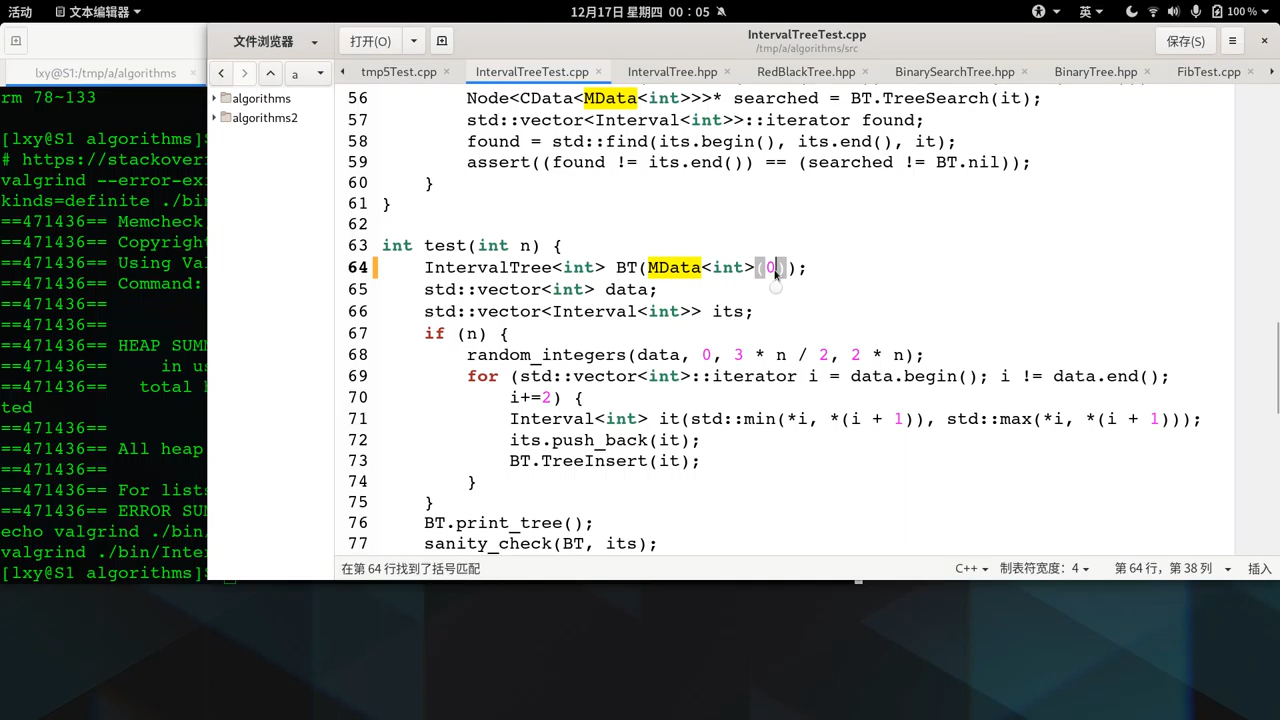 活动 文本编辑器 12月17日 星期四 00：05 英 100 %
文件浏览器 打开(O) IntervalTreeTest.cpp /tmp/a/algorithms/src 保存(S)
lxy@S1:/tmp/a/algorithms
a
tmp5Test.cpp IntervalTreeTest.cpp IntervalTree.hpp RedBlackTree.hpp BinarySearchTree.hpp BinaryTree.hpp FibTest.cpp
algorithms
algorithms2
rm 78~133
[lxy@S1 algorithms]
# https://stackover
valgrind --error-ex
kinds=definite ./bin
==471436== Memcheck
==471436== Copyright
==471436== Using Val
==471436== Command:
==471436==
==471436==
==471436== HEAP SUMM
==471436== in us
==471436== total h
ted
==471436==
==471436== All heap
==471436==
==471436== For lists
==471436== ERROR SUM
echo valgrind ./bin/
valgrind ./bin/Inte
[lxy@S1 algorithms]
56 Node<CData<MData<int>>>* searched = BT.TreeSearch(it);
57 std::vector<Interval<int>>::iterator found;
58 found = std::find(its.begin(), its.end(), it);
59 assert((found != its.end()) == (searched != BT.nil));
60 }
61 }
62
63 int test(int n) {
64 IntervalTree<int> BT(MData<int>(0));
65 std::vector<int> data;
66 std::vector<Interval<int>> its;
67 if (n) {
68 random_integers(data, 0, 3 * n / 2, 2 * n);
69 for (std::vector<int>::iterator i = data.begin(); i != data.end();
70 i+=2) {
71 Interval<int> it(std::min(*i, *(i + 1)), std::max(*i, *(i + 1)));
72 its.push_back(it);
73 BT.TreeInsert(it);
74 }
75 }
76 BT.print_tree();
77 sanity_check(BT, its);
在第 64 行找到了括号匹配 C++ 制表符宽度：4 第 64 行，第 38 列 插入